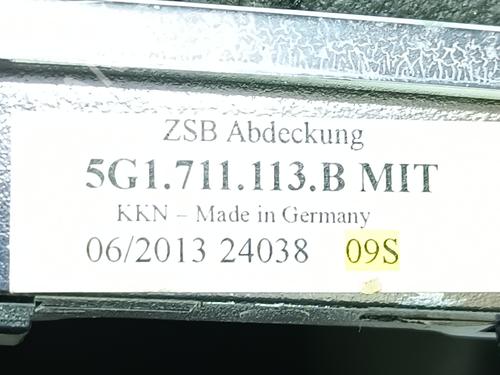 ZSB Abdeckung
5G1.711.113.B MIT
KKN – Made in Germany
06/2013 24038 09S